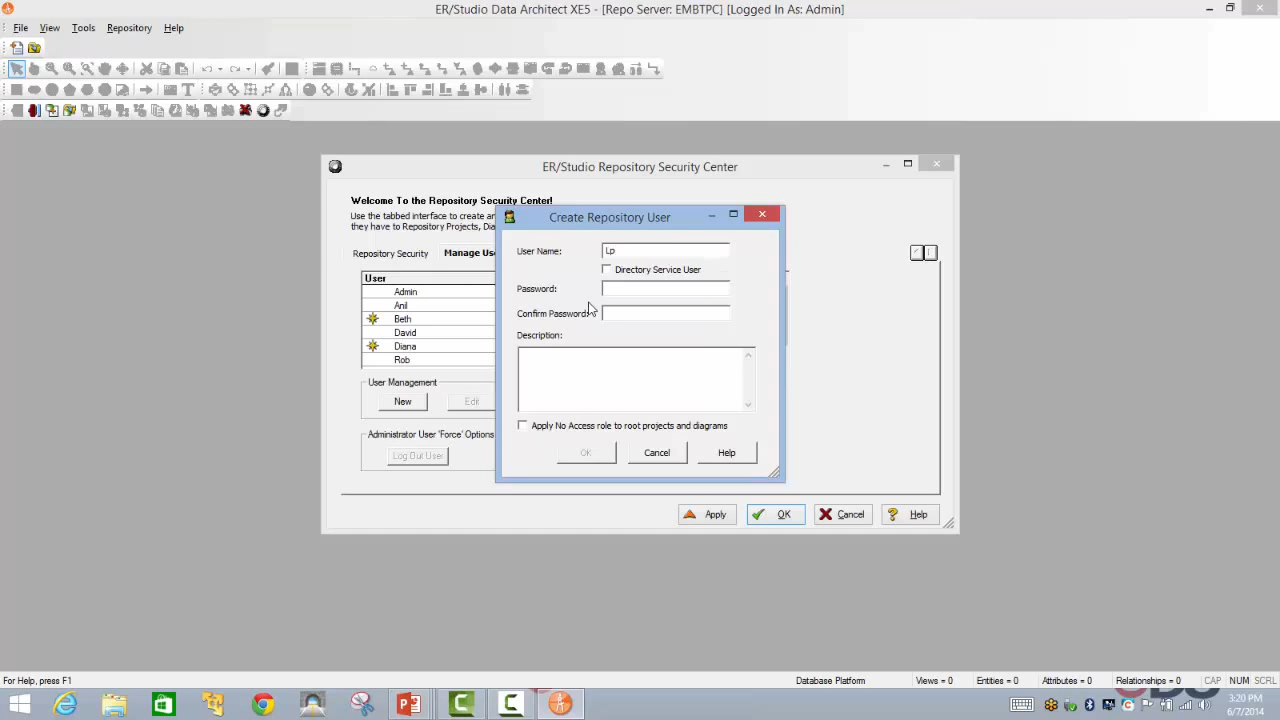 ER/Studio Data Architect XE5 - [Repo Server: EMBTPC] [Logged In As: Admin]
File View Tools Repository Help
ER/Studio Repository Security Center
Welcome To the Repository Security Center!
Use the tabbed interface to create an
they have to Repository Projects, Dia
Repository Security Manage Use
User
Admin
Anil
Beth
David
Diana
Rob
User Management
New Edit
Administrator User 'Force' Options
Log Out User
Create Repository User
User Name: Lp
Directory Service User
Password:
Confirm Password:
Description:
Apply No Access role to root projects and diagrams
OK Cancel Help
Apply OK Cancel Help
For Help, press F1
Database Platform Views = 0 Entities = 0 Attributes = 0 Relationships = 0 CAP NUM SCRL
3:20 PM
6/7/2014